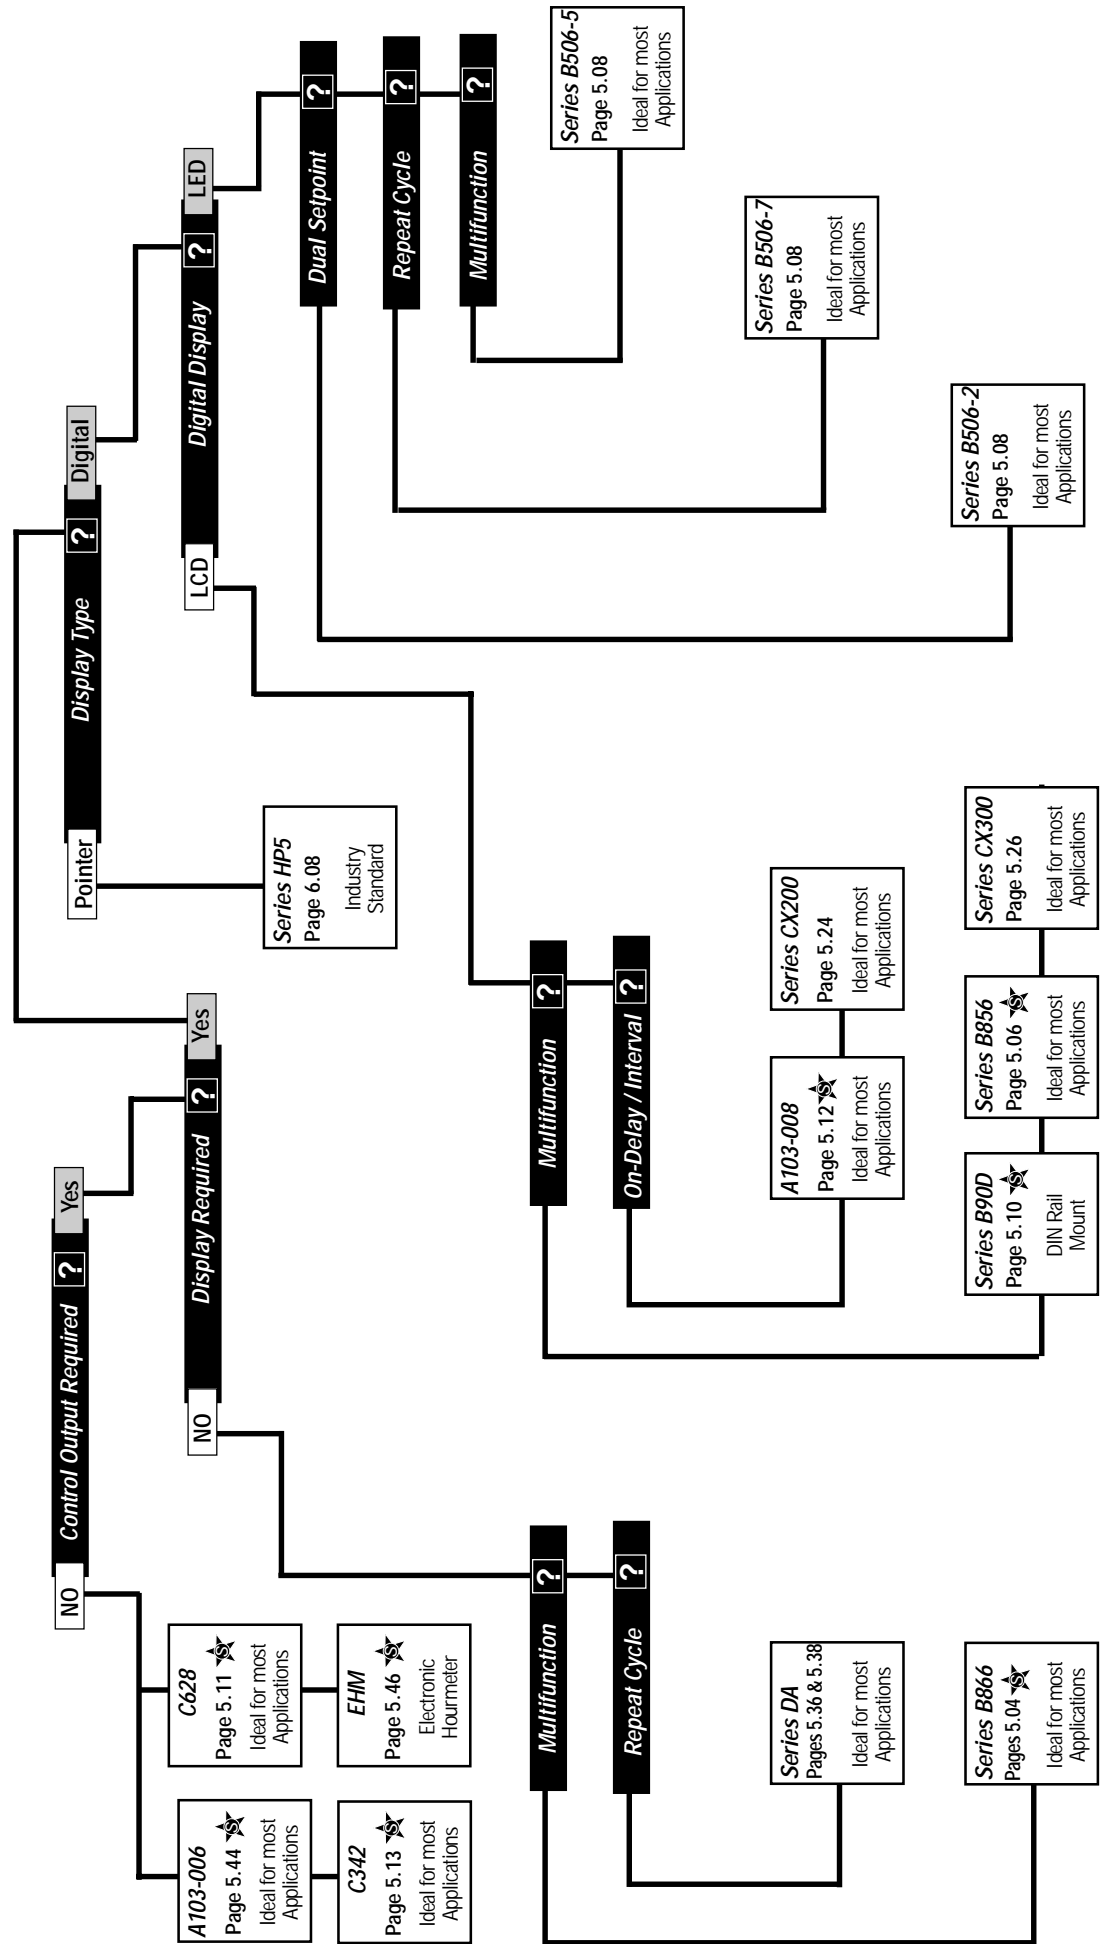 Control Output Required ?
NO
Yes
A103-006
Page 5.44 S
Ideal for most
Applications
C628
Page 5.11 S
Ideal for most
Applications
C342
Page 5.13 S
Ideal for most
Applications
EHM
Page 5.46 S
Electronic
Hourmeter
Display Required ?
NO
Yes
Multifunction ?
Repeat Cycle ?
Series DA
Pages 5.36 & 5.38
Ideal for most
Applications
Series B866
Pages 5.04 S
Ideal for most
Applications
Display Type ?
Pointer
Digital
Series HP5
Page 6.08
Industry
Standard
Digital Display ?
LCD
LED
Multifunction ?
On-Delay / Interval ?
A103-008
Page 5.12 S
Ideal for most
Applications
Series CX200
Page 5.24
Ideal for most
Applications
Series B90D
Page 5.10 S
DIN Rail
Mount
Series B856
Page 5.06 S
Ideal for most
Applications
Series CX300
Page 5.26
Ideal for most
Applications
Dual Setpoint ?
Repeat Cycle ?
Multifunction ?
Series B506-5
Page 5.08
Ideal for most
Applications
Series B506-7
Page 5.08
Ideal for most
Applications
Series B506-2
Page 5.08
Ideal for most
Applications